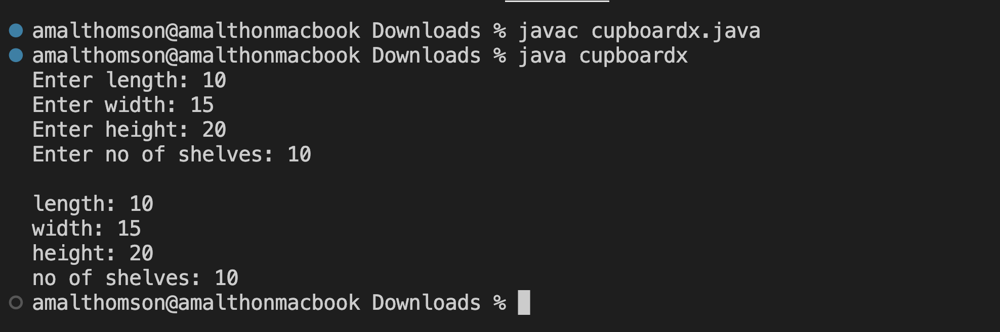 amalthomson@amalthonmacbook Downloads % javac cupboardx.java
amalthomson@amalthonmacbook Downloads % java cupboardx
Enter length: 10
Enter width: 15
Enter height: 20
Enter no of shelves: 10
length: 10
width: 15
height: 20
no of shelves: 10
amalthomson@amalthonmacbook Downloads %